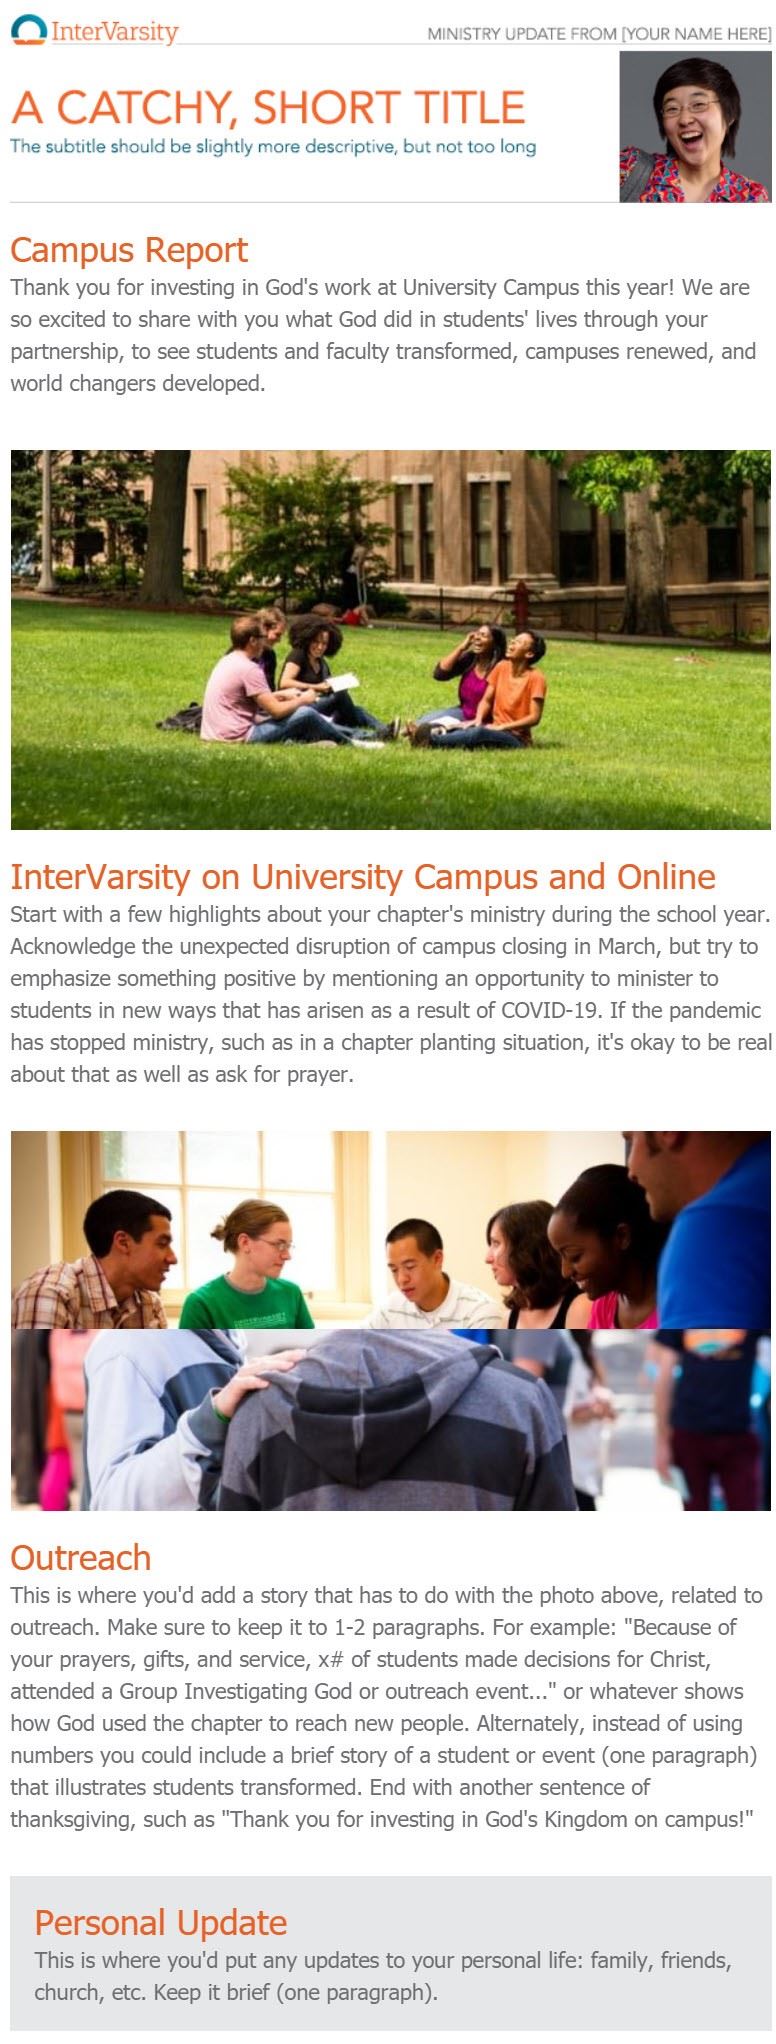 InterVarsity
MINISTRY UPDATE FROM [YOUR NAME HERE]
A CATCHY, SHORT TITLE
The subtitle should be slightly more descriptive, but not too long
Campus Report
Thank you for investing in God's work at University Campus this year! We are
so excited to share with you what God did in students' lives through your
partnership, to see students and faculty transformed, campuses renewed, and
world changers developed.
InterVarsity on University Campus and Online
Start with a few highlights about your chapter's ministry during the school year.
Acknowledge the unexpected disruption of campus closing in March, but try to
emphasize something positive by mentioning an opportunity to minister to
students in new ways that has arisen as a result of COVID-19. If the pandemic
has stopped ministry, such as in a chapter planting situation, it's okay to be real
about that as well as ask for prayer.
INTERVARSITY
Outreach
This is where you'd add a story that has to do with the photo above, related to
outreach. Make sure to keep it to 1-2 paragraphs. For example: "Because of
your prayers, gifts, and service, x# of students made decisions for Christ,
attended a Group Investigating God or outreach event..." or whatever shows
how God used the chapter to reach new people. Alternately, instead of using
numbers you could include a brief story of a student or event (one paragraph)
that illustrates students transformed. End with another sentence of
thanksgiving, such as "Thank you for investing in God's Kingdom on campus!"
Personal Update
This is where you'd put any updates to your personal life: family, friends,
church, etc. Keep it brief (one paragraph).